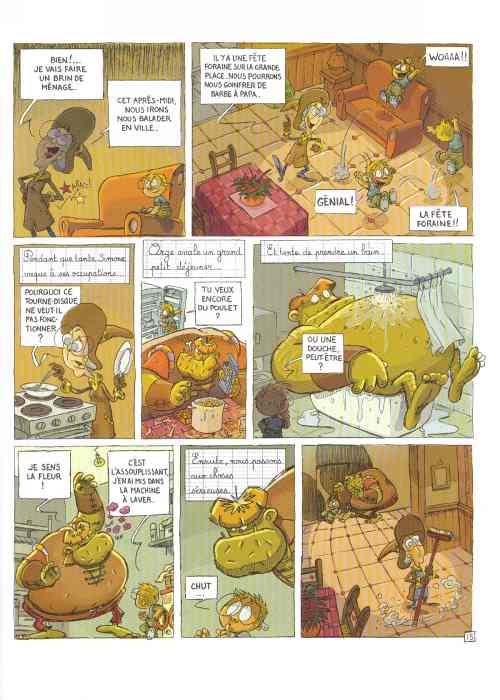 BIEN!...
JE VAIS FAIRE
UN BRIN DE
MÉNAGE..
CET APRÈS-MIDI,
NOUS IRONS
NOUS BALADER
EN VILLE..
IL Y A UNE FÊTE
FORAINE SUR LA GRANDE
PLACE..NOUS POURRONS
NOUS GOINFRER DE
BARBE À PAPA..
WOAAA!!
GÉNIAL!
LA FÊTE
FORAINE!!
Pendant que tante Simone
vaque à ses occupations...
POURQUOI CE
TOURNE-DISQUE
NE VEUT-IL
PAS FONC-
TIONNER
?
Orge avale un grand
petit déjeuner..
TU VEUX
ENCORE
DU POULET
?
Et tente de prendre un bain..
OU UNE
DOUCHE,
PEUT-ÊTRE
?
JE SENS
LA FLEUR
!
C'EST
L'ASSOUPLISSANT,
J'EN AI MIS DANS
LA MACHINE
À LAVER..
Ensuite, nous passons
aux choses
sérieuses..
CHUT
...